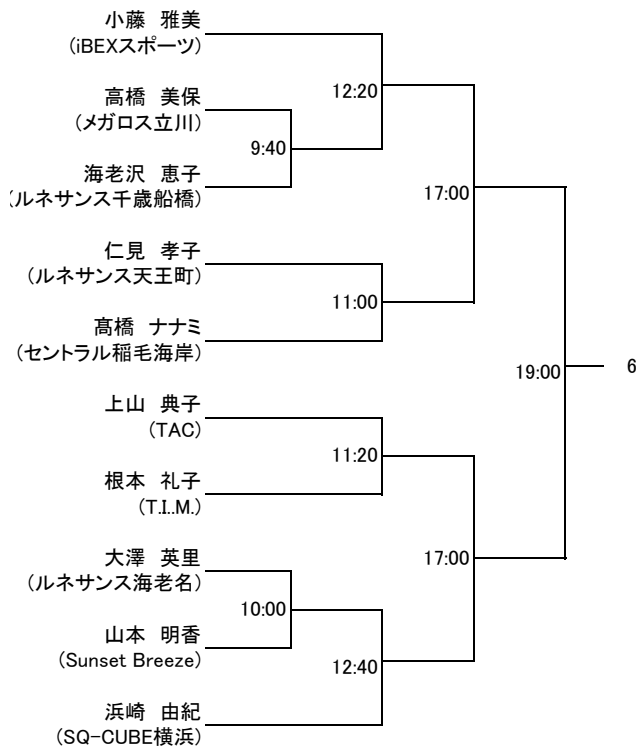 小藤 雅美
(iBEXスポーツ)
12:20
高橋 美保
(メガロス立川)
9:40
海老沢 恵子
(ルネサンス千歳船橋)
17:00
仁見 孝子
(ルネサンス天王町)
11:00
髙橋 ナナミ
(セントラル稲毛海岸)
19:00
6
上山 典子
(TAC)
11:20
根本 礼子
(T.I..M.)
大澤 英里
(ルネサンス海老名)
17:00
10:00
山本 明香
(Sunset Breeze)
12:40
浜崎 由紀
(SQ-CUBE横浜)